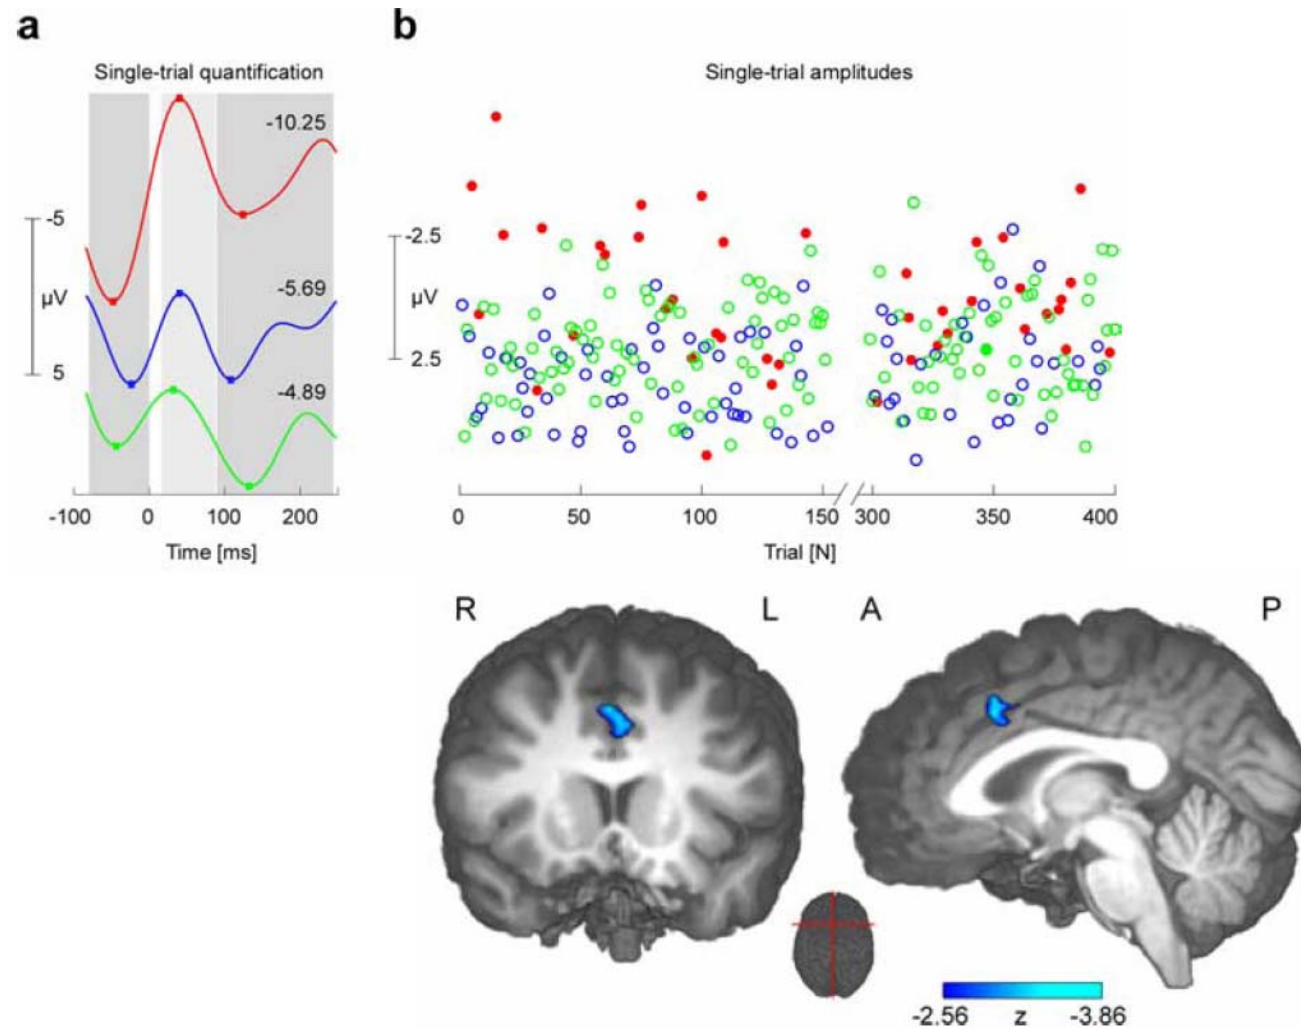 a
b
Single-trial quantification
Single-trial amplitudes
-10.25
-5
-5.69
µV
5
-4.89
-2.5
µV
2.5
-100 0 100 200
Time [ms]
0 50 100 150 300 350 400
Trial [N]
R L A P
-2.56 z -3.86